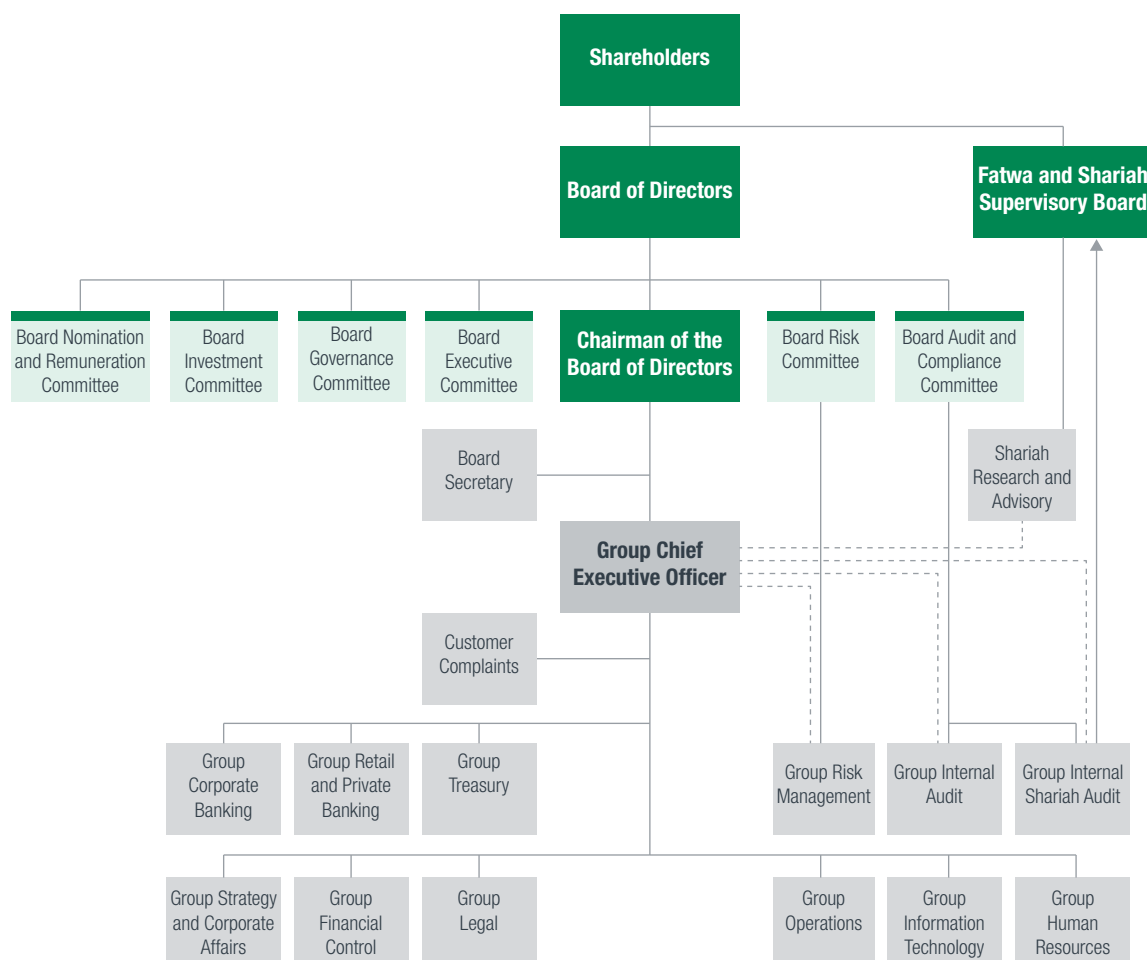 Shareholders
Board of Directors
Fatwa and Shariah
Supervisory Board
Board Nomination
and Remuneration
Committee
Board
Investment
Committee
Board
Governance
Committee
Board
Executive
Committee
Chairman of the
Board of Directors
Board Risk
Committee
Board Audit and
Compliance
Committee
Board
Secretary
Shariah
Research and
Advisory
Group Chief
Executive Officer
Customer
Complaints
Group
Corporate
Banking
Group Retail
and Private
Banking
Group
Treasury
Group Risk
Management
Group Internal
Audit
Group Internal
Shariah Audit
Group Strategy
and Corporate
Affairs
Group
Financial
Control
Group
Legal
Group
Operations
Group
Information
Technology
Group
Human
Resources